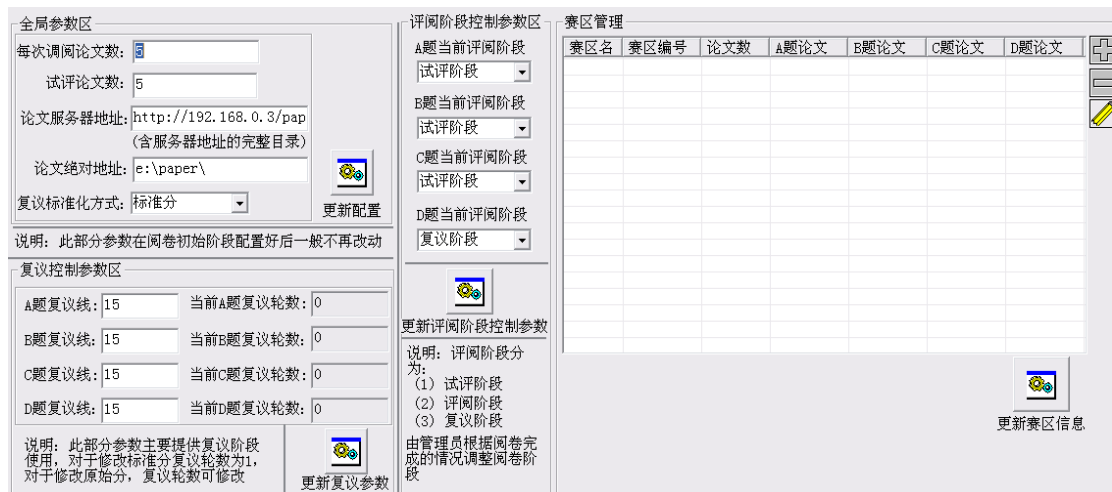 全局参数区
每次调阅论文数: 5
试评论文数: 5
论文服务器地址: http://192.168.0.3/pap
(含服务器地址的完整目录)
论文绝对地址: e:\paper\
复议标准化方式: 标准分
更新配置
说明: 此部分参数在阅卷初始阶段配置好后一般不再改动
复议控制参数区
A题复议线: 15 当前A题复议轮数: 0
B题复议线: 15 当前B题复议轮数: 0
C题复议线: 15 当前C题复议轮数: 0
D题复议线: 15 当前D题复议轮数: 0
说明: 此部分参数主要提供复议阶段
使用, 对于修改标准分复议轮数为1,
对于修改原始分, 复议轮数可修改
更新复议参数
评阅阶段控制参数区
A题当前评阅阶段
试评阶段
B题当前评阅阶段
试评阶段
C题当前评阅阶段
试评阶段
D题当前评阅阶段
复议阶段
更新评阅阶段控制参数
说明: 评阅阶段分
为:
(1) 试评阶段
(2) 评阅阶段
(3) 复议阶段
由管理员根据阅卷完
成的情况调整阅卷阶
段
赛区管理
赛区名 赛区编号 论文数 A题论文 B题论文 C题论文 D题论文
更新赛区信息